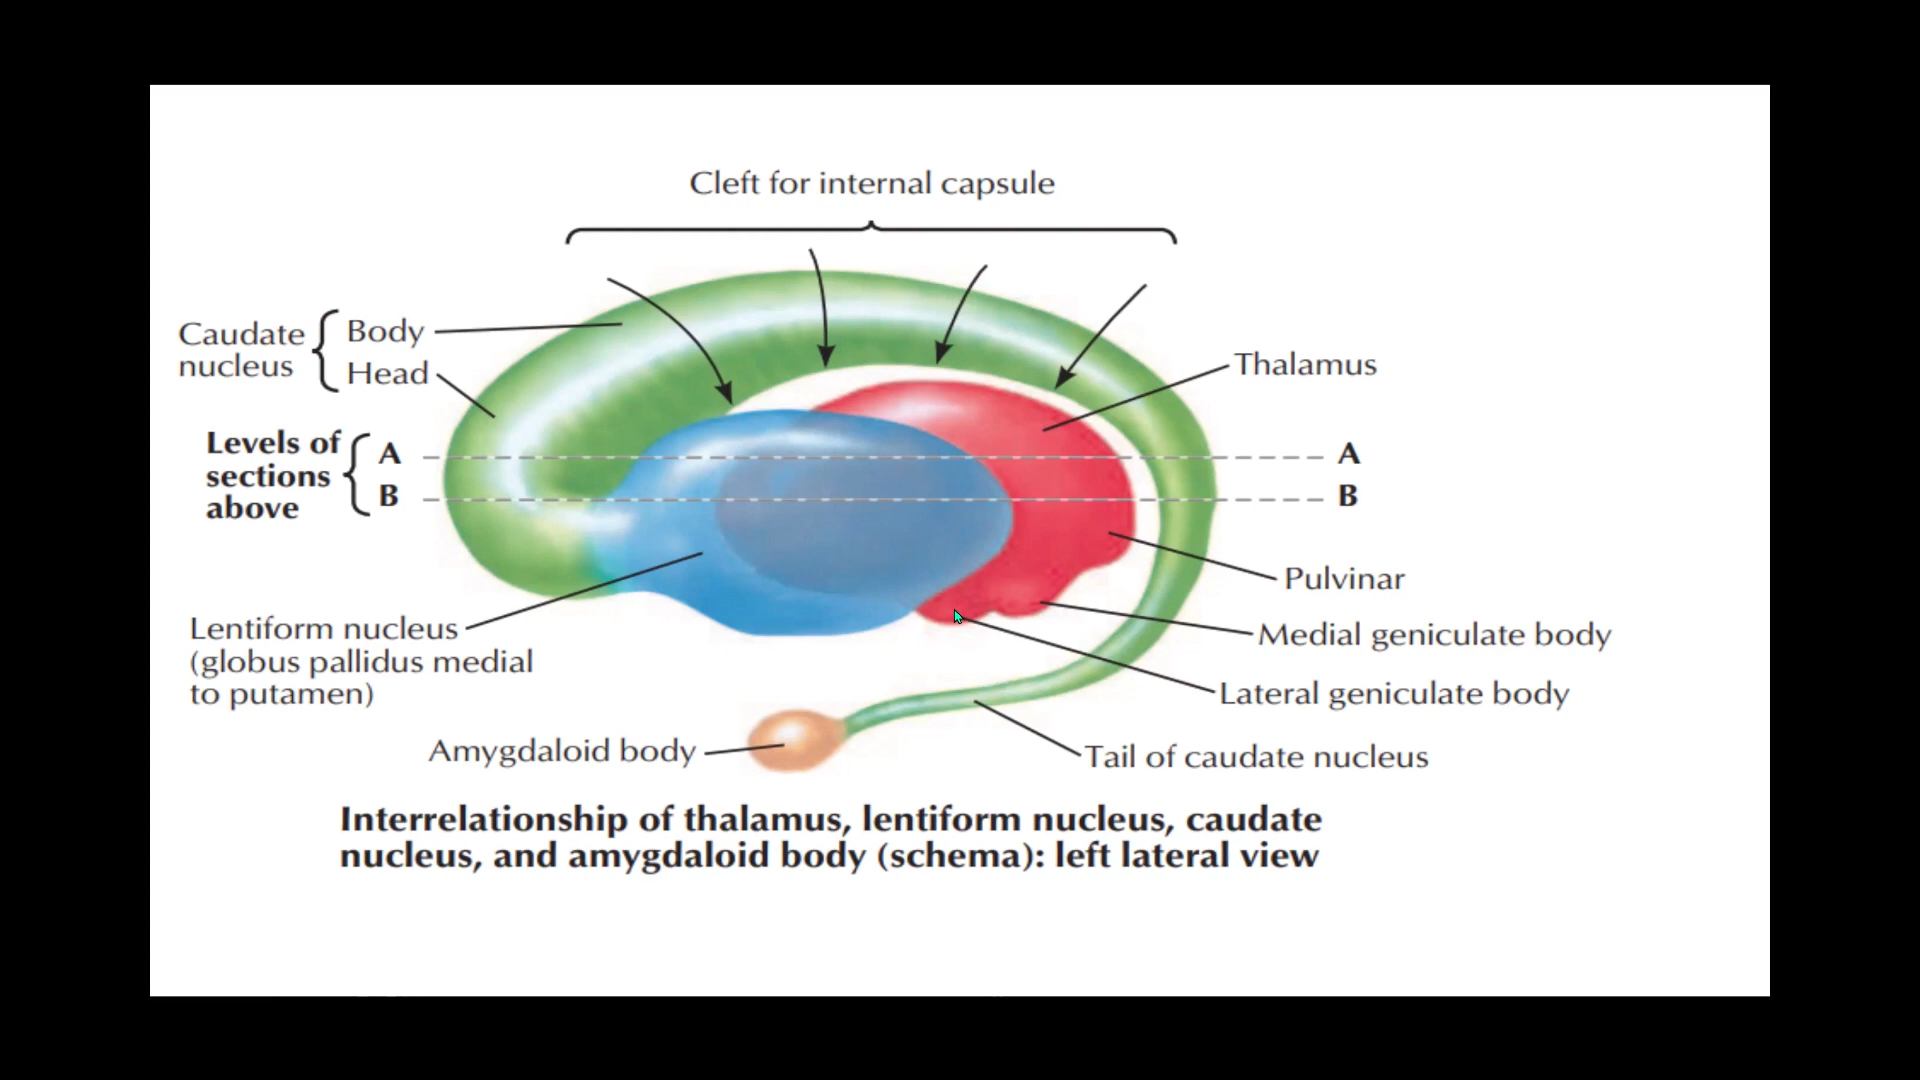 Cleft for internal capsule
Caudate
nucleus
Body
Head
Thalamus
Levels of
sections
above
A
B
A
B
Pulvinar
Lentiform nucleus
(globus pallidus medial
to putamen)
Medial geniculate body
Lateral geniculate body
Amygdaloid body
Tail of caudate nucleus
Interrelationship of thalamus, lentiform nucleus, caudate
nucleus, and amygdaloid body (schema): left lateral view